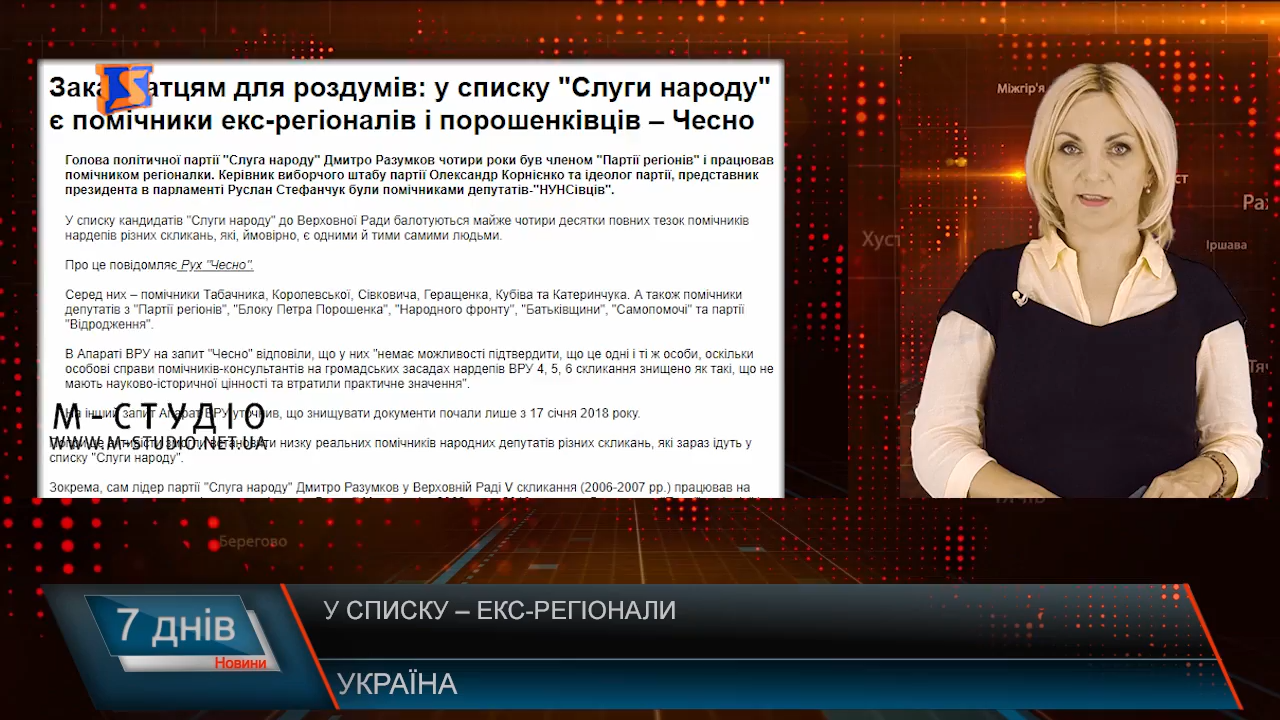 Зака атцям для роздумів: у списку "Слуги народу"
є помічники екс-регіоналів і порошенківців – Чесно
Голова політичної партії "Слуга народу" Дмитро Разумков чотири роки був членом "Партії регіонів" і працював
помічником регіоналки. Керівник виборчого штабу партії Олександр Корнієнко та ідеолог партії, представник
президента в парламенті Руслан Стефанчук були помічниками депутатів-"НУНСівців".
У списку кандидатів "Слуги народу" до Верховної Ради балотуються майже чотири десятки повних тезок помічників
нардепів різних скликань, які, ймовірно, є одними й тими самими людьми.
Про це повідомляє Рух "Чесно".
Серед них – помічники Табачника, Королевської, Сівковича, Геращенка, Кубіва та Катеринчука. А також помічники
депутатів з "Партії регіонів", "Блоку Петра Порошенка", "Народного фронту", "Батьківщини", "Самопомочі" та партії
"Відродження".
В Апараті ВРУ на запит "Чесно" відповіли, що у них "немає можливості підтвердити, що це одні і ті ж особи, оскільки
особові справи помічників-консультантів на громадських засадах нардепів ВРУ 4, 5, 6 скликання знищено як такі, що не
мають науково-історичної цінності та втратили практичне значення".
На інший запит Апарат ВРУ уточнив, що знищувати документи почали лише з 17 січня 2018 року.
М-СТУДІО
WWW.M-STUDIO.NET.UA
низку реальних помічників народних депутатів різних скликань, які зараз ідуть у
списку "Слуги народу".
Зокрема, сам лідер партії "Слуга народу" Дмитро Разумков у Верховній Раді V скликання (2006-2007 рр.) працював на
Міжгір'я
Хуст
Рах
Іршава
Тяч
Берегово
7 днів
Новини
У СПИСКУ – ЕКС-РЕГІОНАЛИ
УКРАЇНА